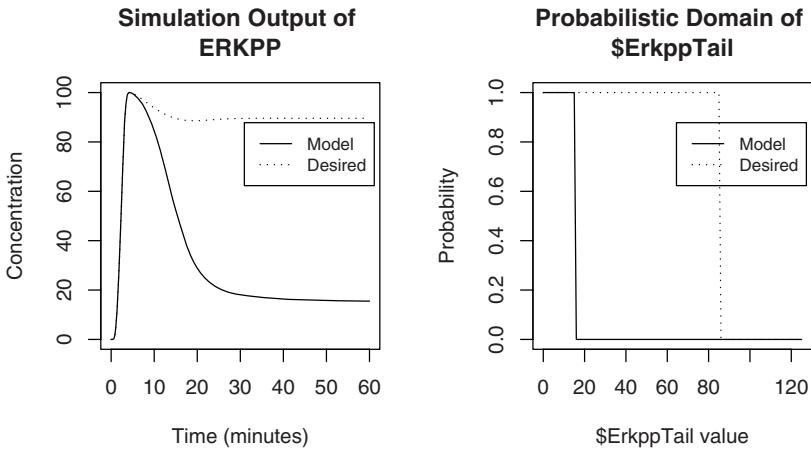 Simulation Output of
ERKPP
Concentration
100
80
60
40
20
0
Model
Desired
0 10 20 30 40 50 60
Time (minutes)
Probabilistic Domain of
$ErkppTail
Probability
1.0
0.8
0.6
0.4
0.2
0.0
Model
Desired
0 20 40 60 80 120
$ErkppTail value